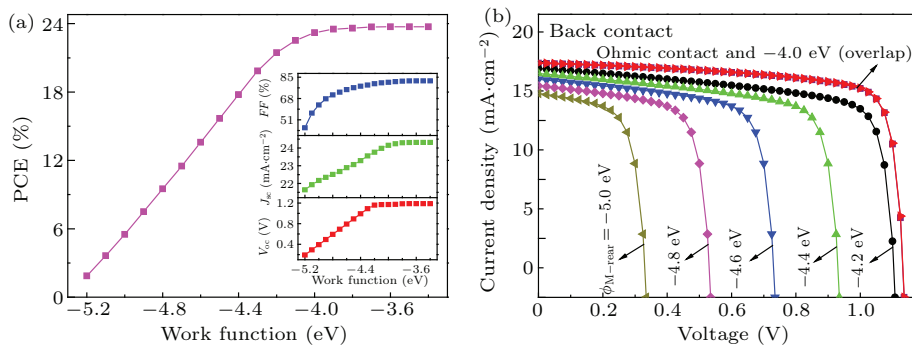 (a)
24
18
12
6
0
PCE (%)
−5.2
−4.8
−4.4
−4.0
−3.6
Work function (eV)
85
68
51
FF (%)
24
23
22
Jsc (mA·cm−2)
1.2
0.8
0.4
Voc (V)
−5.2
−4.4
−3.6
Work function (eV)
(b)
Back contact
Ohmic contact and −4.0 eV (overlap)
20
15
10
5
0
Current density (mA·cm−2)
ϕM−rear=−5.0 eV
−4.8 eV
−4.6 eV
−4.4 eV
−4.2 eV
0
0.2
0.4
0.6
0.8
1.0
Voltage (V)